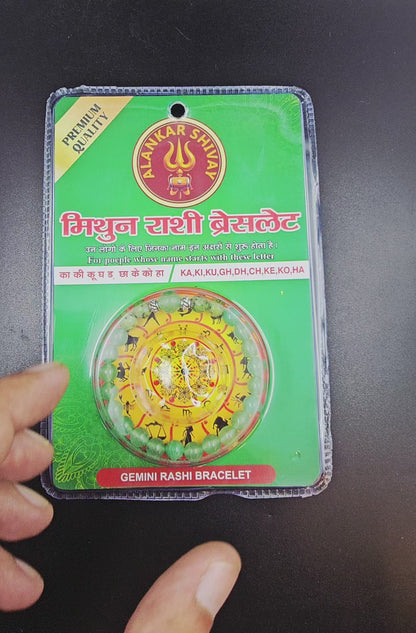 PREMIUM
QUALITY
ALANKAR SHIVAY
मिथुन राशी ब्रेसलेट
उन लोगों के लिए जिनका नाम इन अक्षरों से शुरू होता है।
For poeple whose name starts with these letter
का की कू घ ड छा के को हा / KA,KI,KU,GH,DH,CH,KE,KO,HA
GEMINI RASHI BRACELET